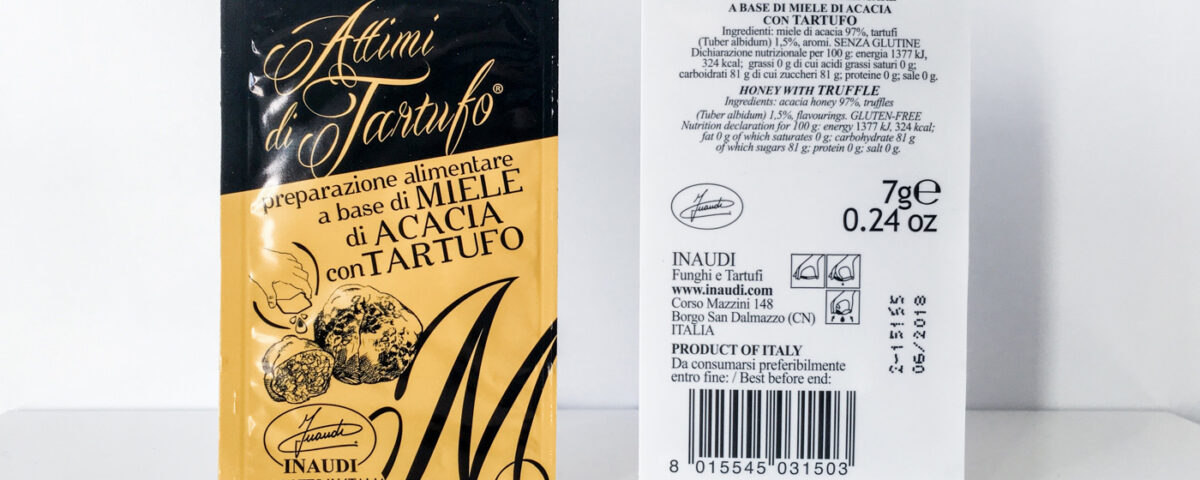 Attimi
di Tartufo®
preparazione alimentare
a base di MIELE
di ACACIA
con TARTUFO
M
Inaudi
INAUDI
A BASE DI MIELE DI ACACIA
CON TARTUFO
Ingredienti: miele di acacia 97%, tartufi
(Tuber albidum) 1,5%, aromi. SENZA GLUTINE
Dichiarazione nutrizionale per 100 g: energia 1377 kJ,
324 kcal; grassi 0 g di cui acidi grassi saturi 0 g;
carboidrati 81 g di cui zuccheri 81 g; proteine 0 g; sale 0 g.
HONEY WITH TRUFFLE
Ingredients: acacia honey 97%, truffles
(Tuber albidum) 1,5%, flavourings. GLUTEN-FREE
Nutrition declaration for 100 g: energy 1377 kJ, 324 kcal;
fat 0 g of which saturates 0 g; carbohydrate 81 g
of which sugars 81 g; protein 0 g; salt 0 g.
Inaudi
7g℮
0.24 oz
INAUDI
Funghi e Tartufi
www.inaudi.com
Corso Mazzini 148
Borgo San Dalmazzo (CN)
ITALIA
PRODUCT OF ITALY
Da consumarsi preferibilmente
entro fine: / Best before end:
2-15155
06/2018
8 015545 031503